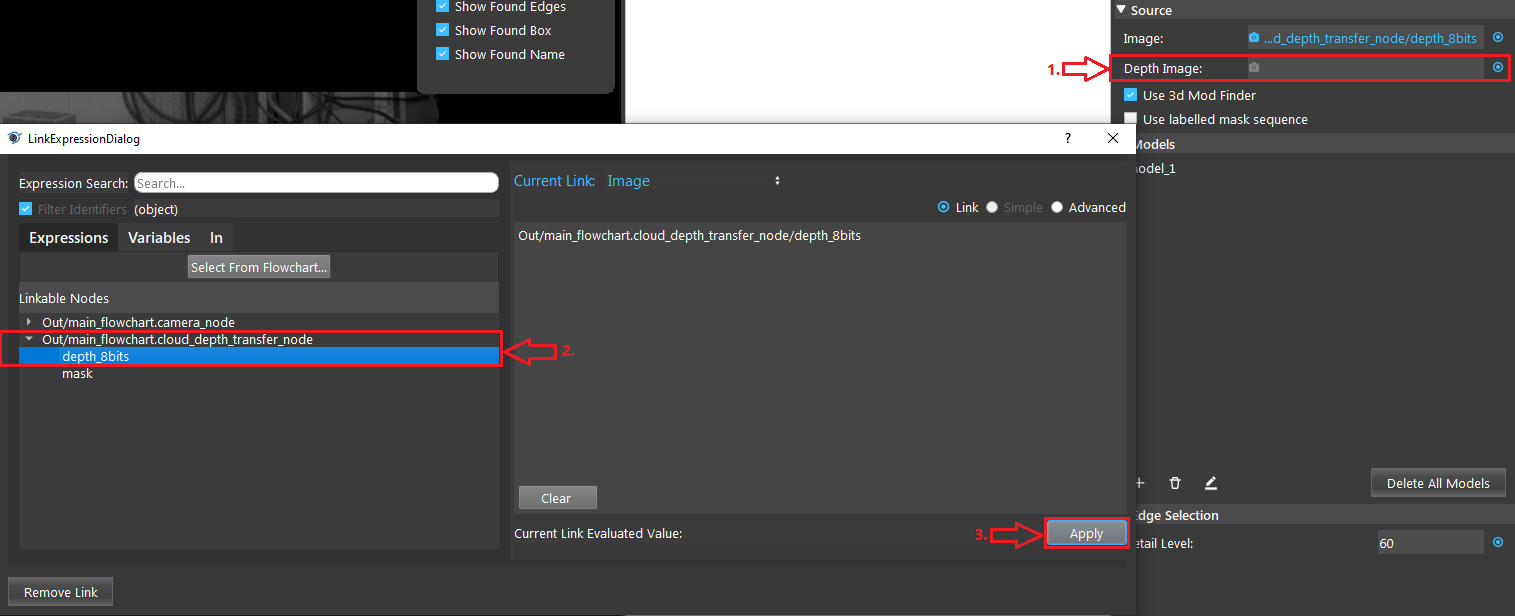 Show Found Edges
Show Found Box
Show Found Name
Source
Image:
...d_depth_transfer_node/depth_8bits
1.
Depth Image:
Use 3d Mod Finder
Use labelled mask sequence
Models
odel_1
LinkExpressionDialog
?
Expression Search:
Search...
Filter Identifiers
(object)
Expressions
Variables
In
Select From Flowchart...
Linkable Nodes
Out/main_flowchart.camera_node
Out/main_flowchart.cloud_depth_transfer_node
depth_8bits
2.
mask
Current Link:
Image
Link
Simple
Advanced
Out/main_flowchart.cloud_depth_transfer_node/depth_8bits
Clear
Current Link Evaluated Value:
3.
Apply
Remove Link
Delete All Models
Edge Selection
etail Level:
60